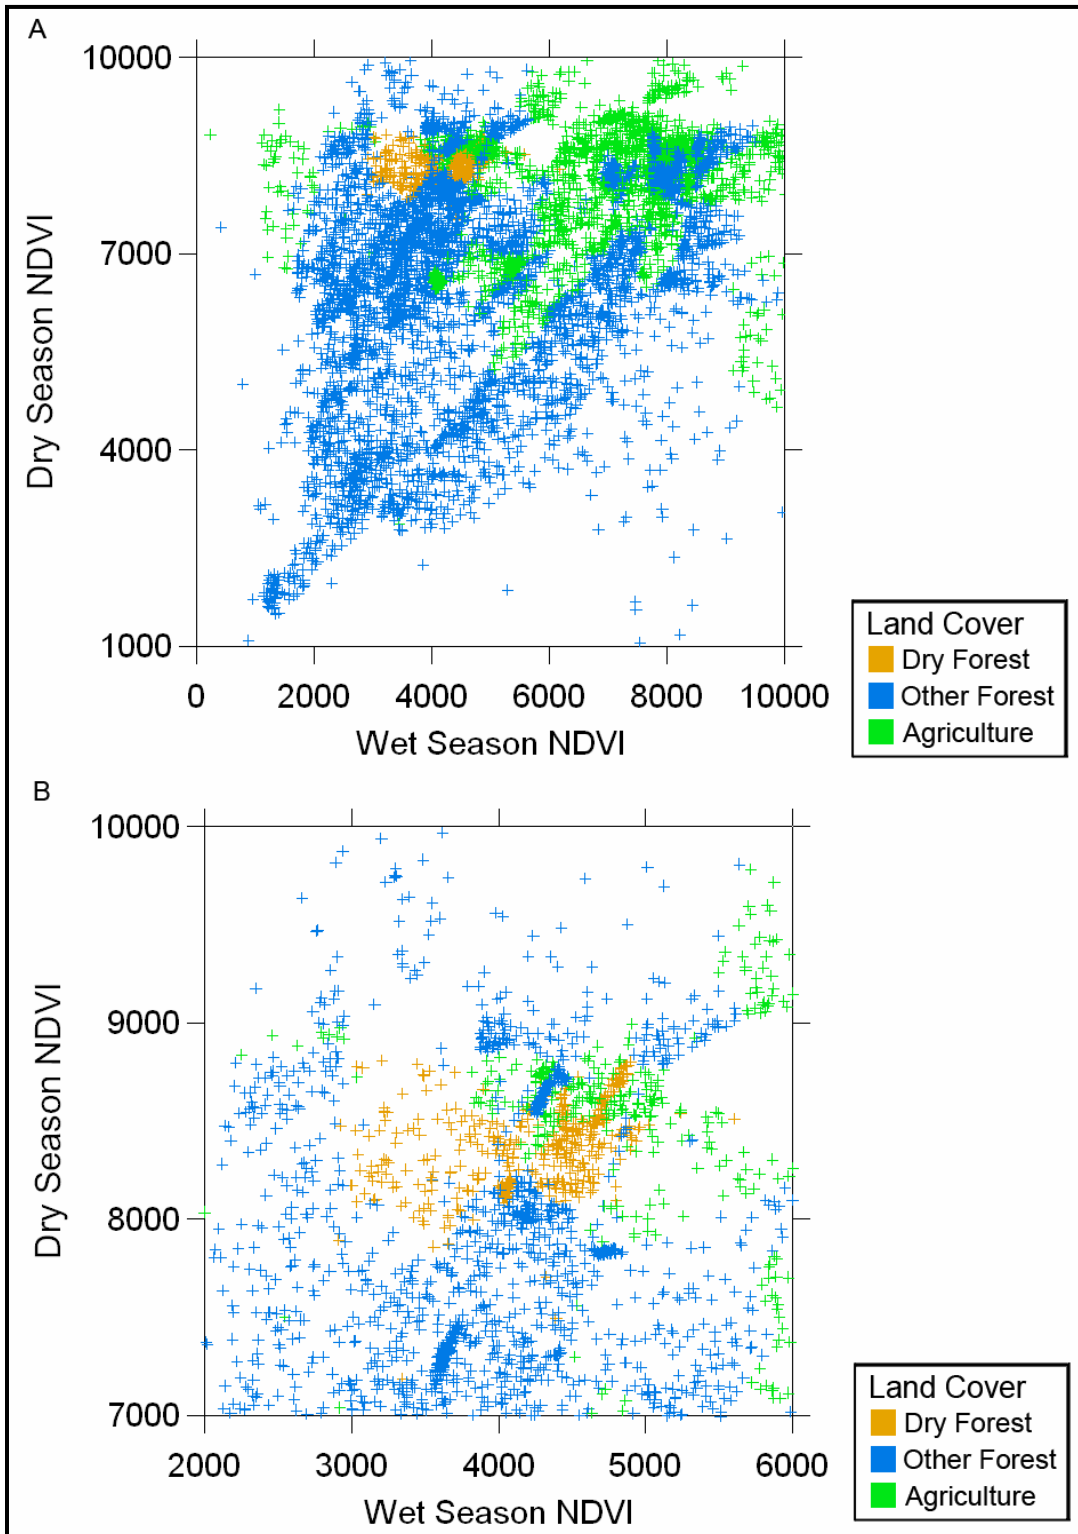 A
10000
7000
4000
1000
Dry Season NDVI
0 2000 4000 6000 8000 10000
Wet Season NDVI
Land Cover
Dry Forest
Other Forest
Agriculture
B
10000
9000
8000
7000
Dry Season NDVI
2000 3000 4000 5000 6000
Wet Season NDVI
Land Cover
Dry Forest
Other Forest
Agriculture